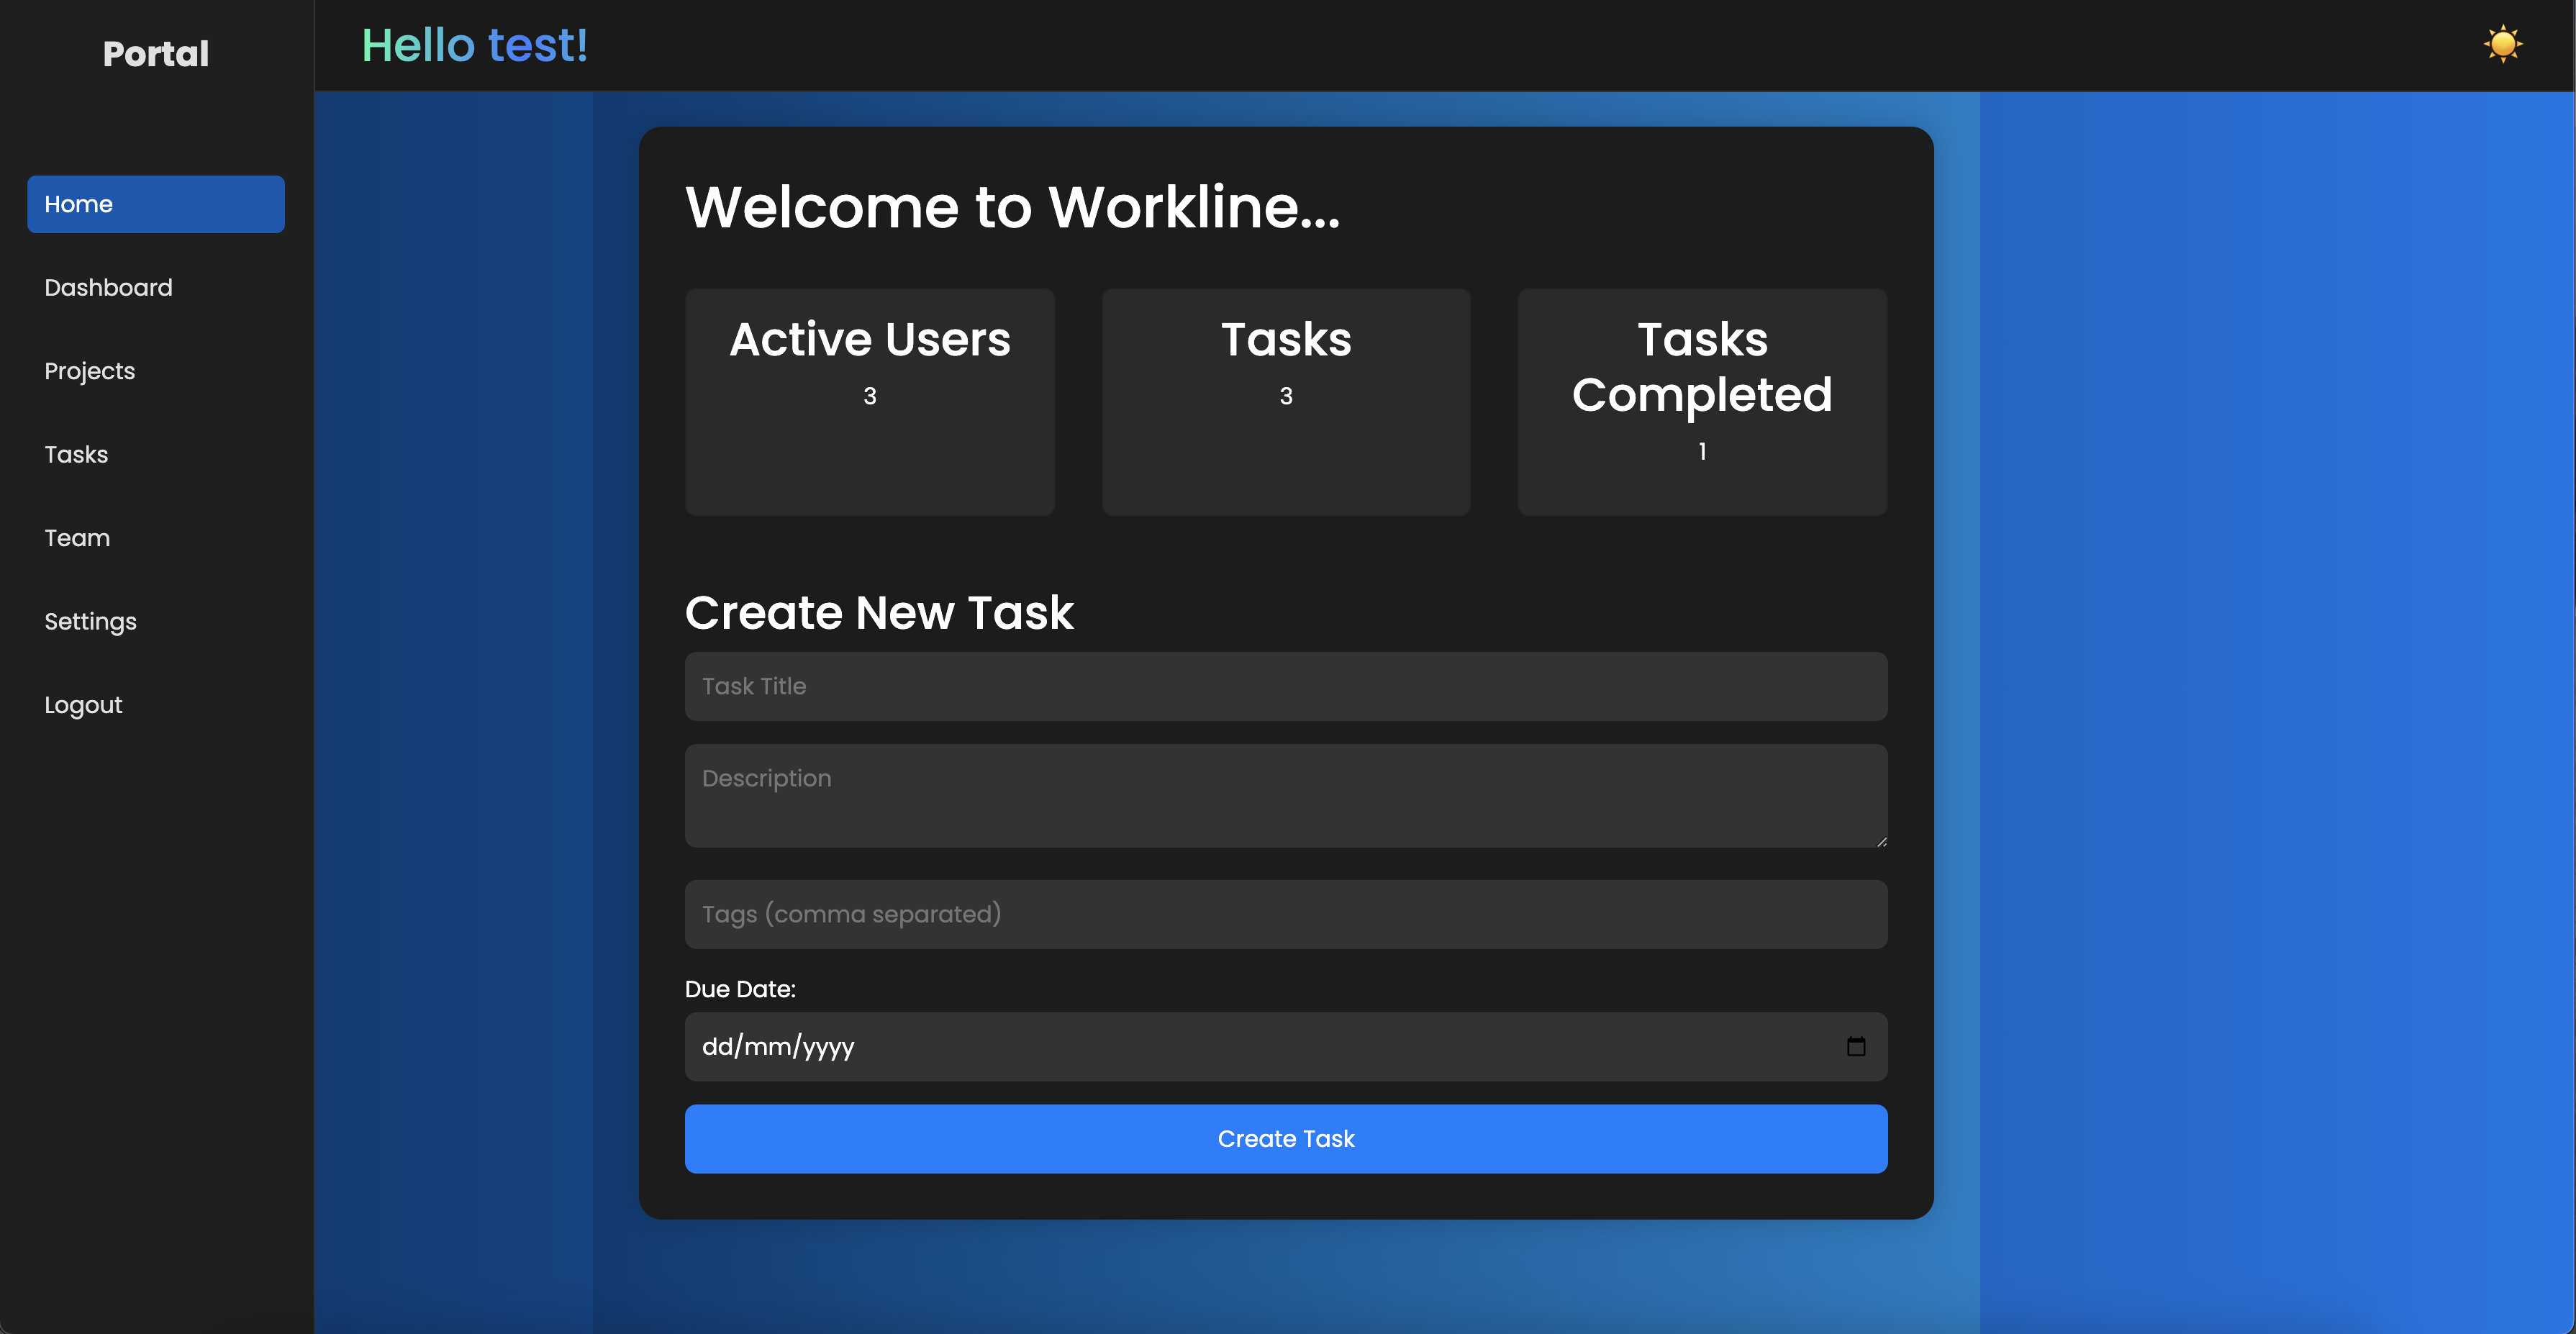 Portal
Home
Dashboard
Projects
Tasks
Team
Settings
Logout
Hello test!
Welcome to Workline...
Active Users
3
Tasks
3
Tasks
Completed
1
Create New Task
Task Title
Description
Tags (comma separated)
Due Date:
dd/mm/yyyy
Create Task